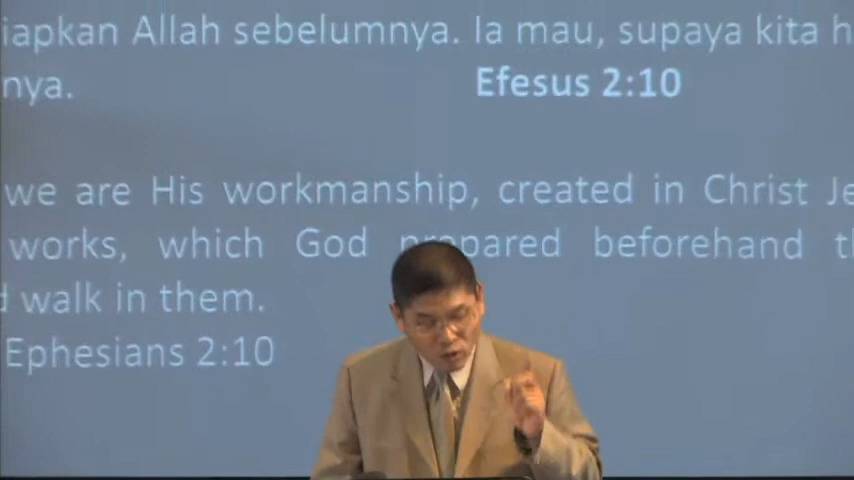 iapkan Allah sebelumnya. Ia mau, supaya kita h
nya. Efesus 2:10
we are His workmanship, created in Christ Je
works, which God prepared beforehand th
walk in them.
Ephesians 2:10